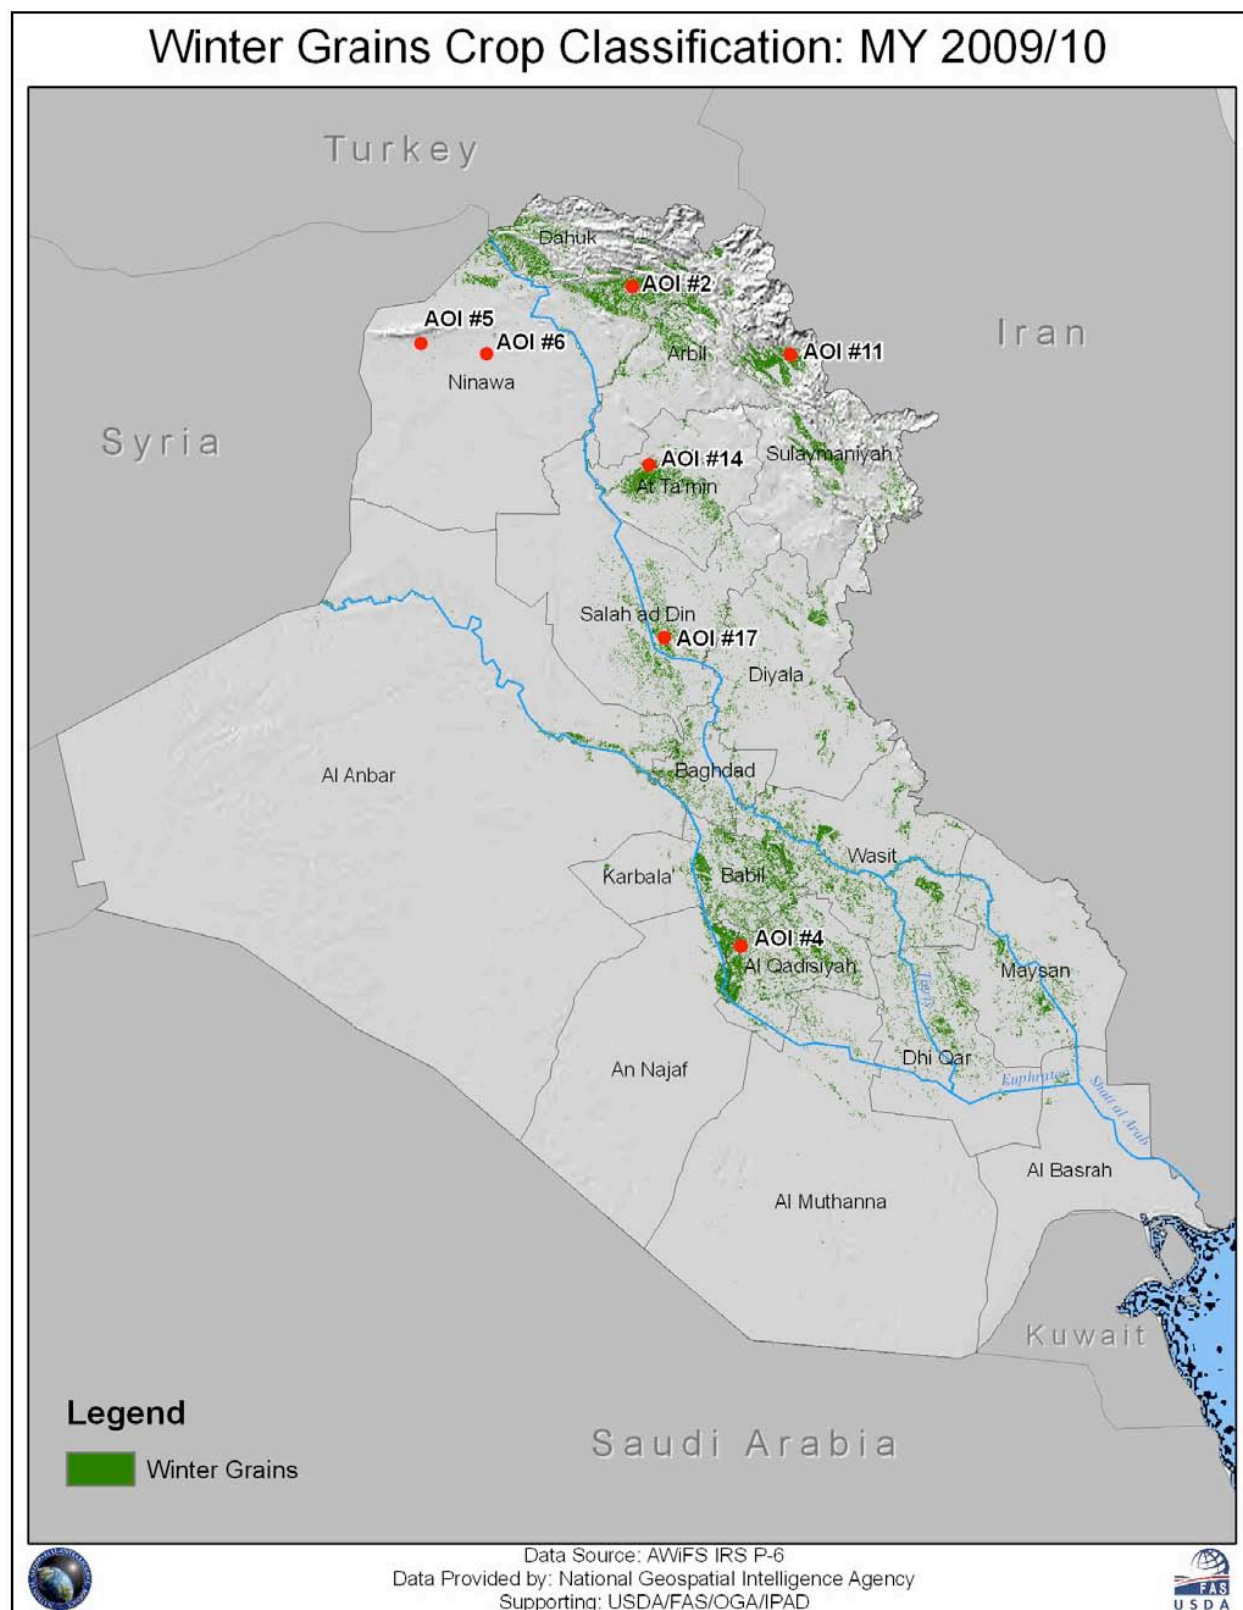 Winter Grains Crop Classification: MY 2009/10
Turkey
Dahuk
AOI #2
Iran
AOI #5
AOI #6
Arbil
AOI #11
Ninawa
Syria
AOI #14
Sulaymaniyah
At Ta'min
Salah ad Din
AOI #17
Diyala
Al Anbar
Baghdad
Wasit
Karbala'
Babil
AOI #4
Al Qadisiyah
Maysan
Tigris
Dhi Qar
An Najaf
Euphrates
Shatt al Arab
Al Basrah
Al Muthanna
Kuwait
Legend
Saudi Arabia
Winter Grains
Data Source: AWiFS IRS P-6
Data Provided by: National Geospatial Intelligence Agency
Supporting: USDA/FAS/OGA/IPAD
FAS
USDA